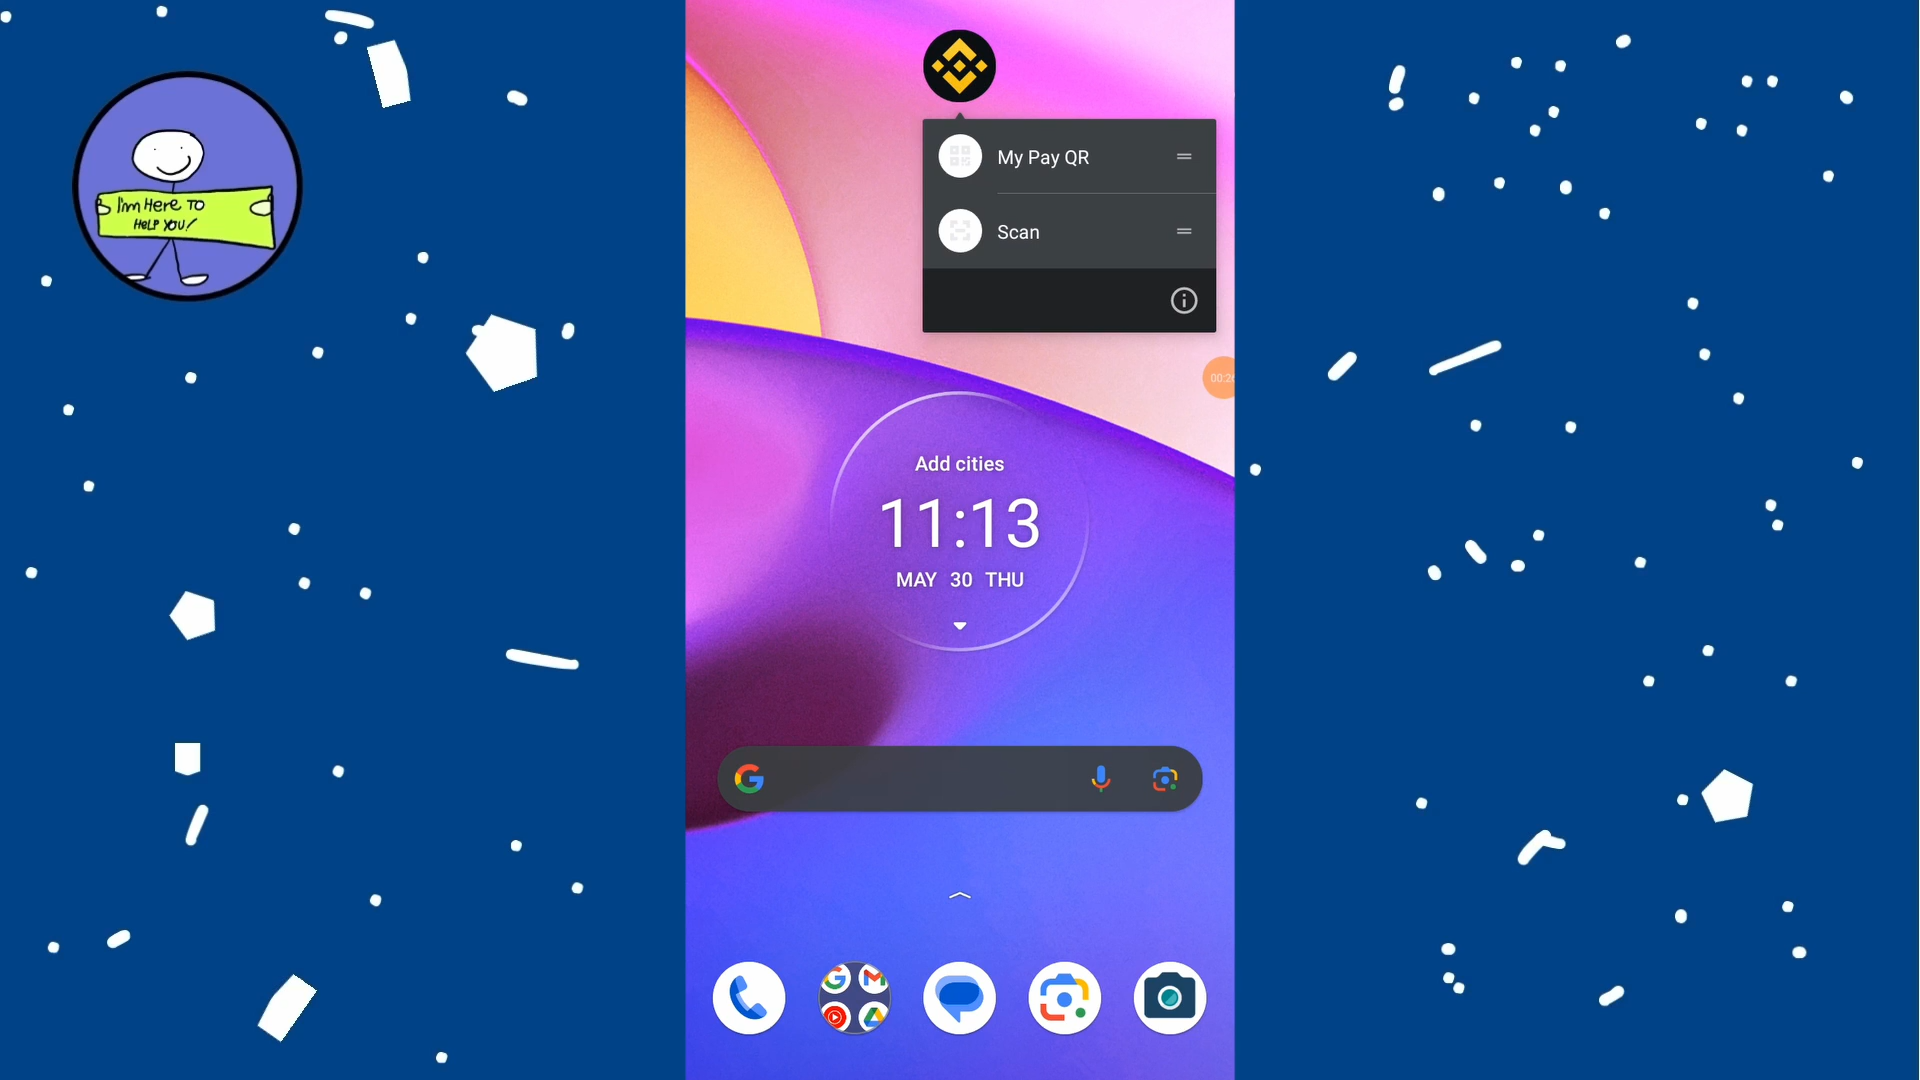 I'm HERE TO
HELP YOU!
My Pay QR
Scan
Add cities
11:13
MAY 30 THU